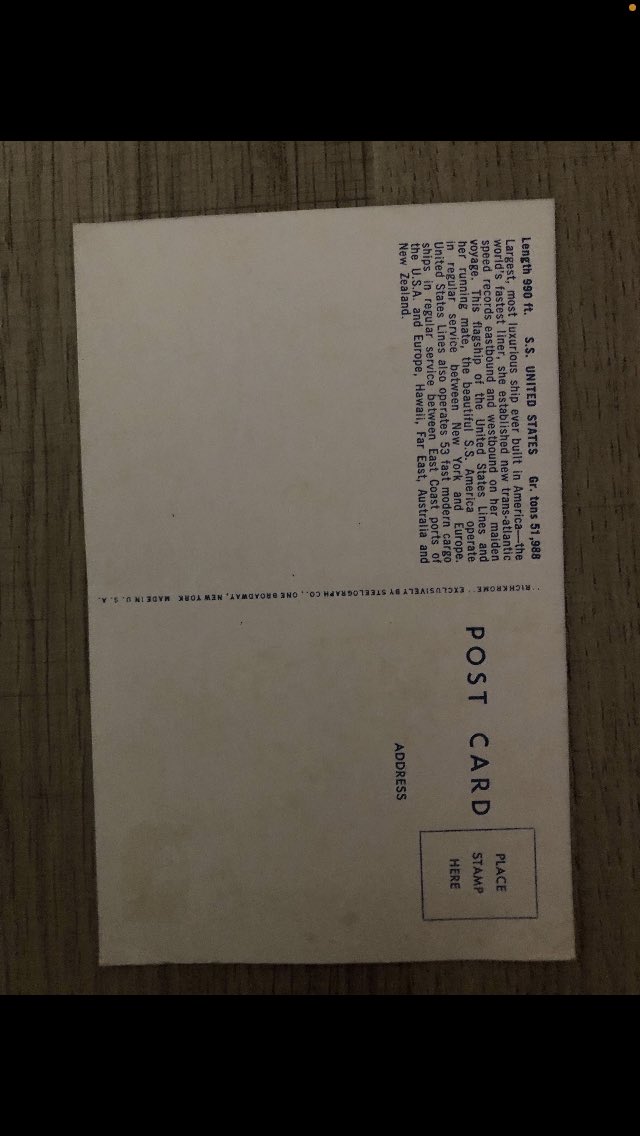 Length 990 ft. S.S. UNITED STATES Gr. tons 51,988
Largest, most luxurious ship ever built in America—the
world's fastest liner, she established new trans-atlantic
speed records eastbound and westbound on her maiden
voyage. This flagship of the United States Lines and
her running mate, the beautiful S.S. America operate
in regular service between New York and Europe.
United States Lines also operates 53 fast modern cargo
ships in regular service between East Coast ports of
the U.S.A. and Europe, Hawaii, Far East, Australia and
New Zealand.
"RICHKROME" EXCLUSIVELY BY STEELOGRAPH CO., ONE BROADWAY, NEW YORK MADE IN U. S. A.
POST CARD
ADDRESS
PLACE
STAMP
HERE